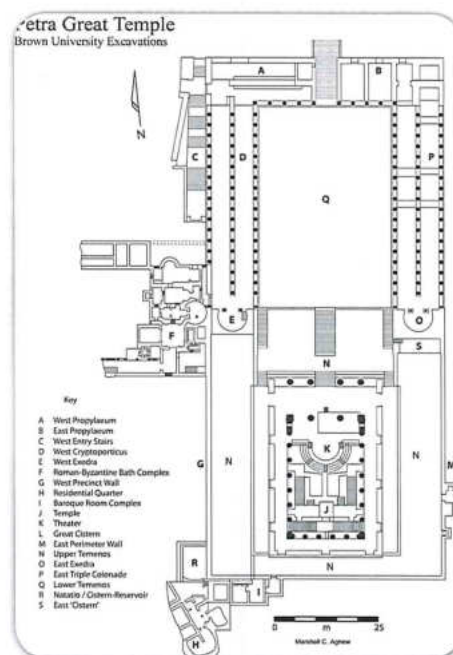 Petra Great Temple
Brown University Excavations
N
A
B
C
D
P
Q
E
O
F
S
N
Key
A West Propylaeum
B East Propylaeum
C West Entry Stairs
D West Cryptoporticus
E West Exedra
F Roman-Byzantine Bath Complex
G West Precinct Wall
H Residential Quarter
I Baroque Room Complex
J Temple
K Theater
L Great Cistern
M East Perimeter Wall
N Upper Temenos
O East Exedra
P East Triple Colonade
Q Lower Temenos
R Natatio / Cistern-Reservoir
S East "Cistern"
K
G
N
N
M
J
R
N
I
H
0 m 25
Marshall C. Agnew